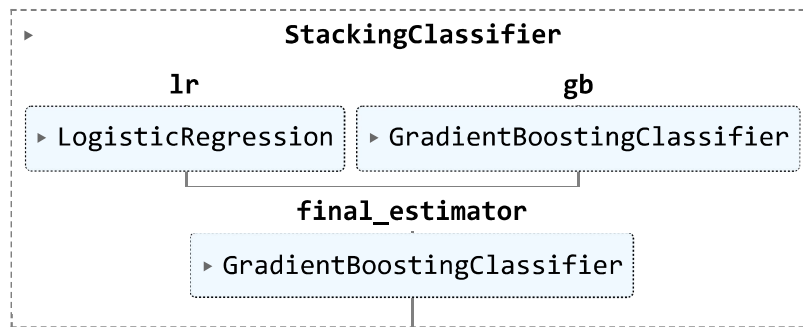 StackingClassifier
lr gb
LogisticRegression GradientBoostingClassifier
final_estimator
GradientBoostingClassifier